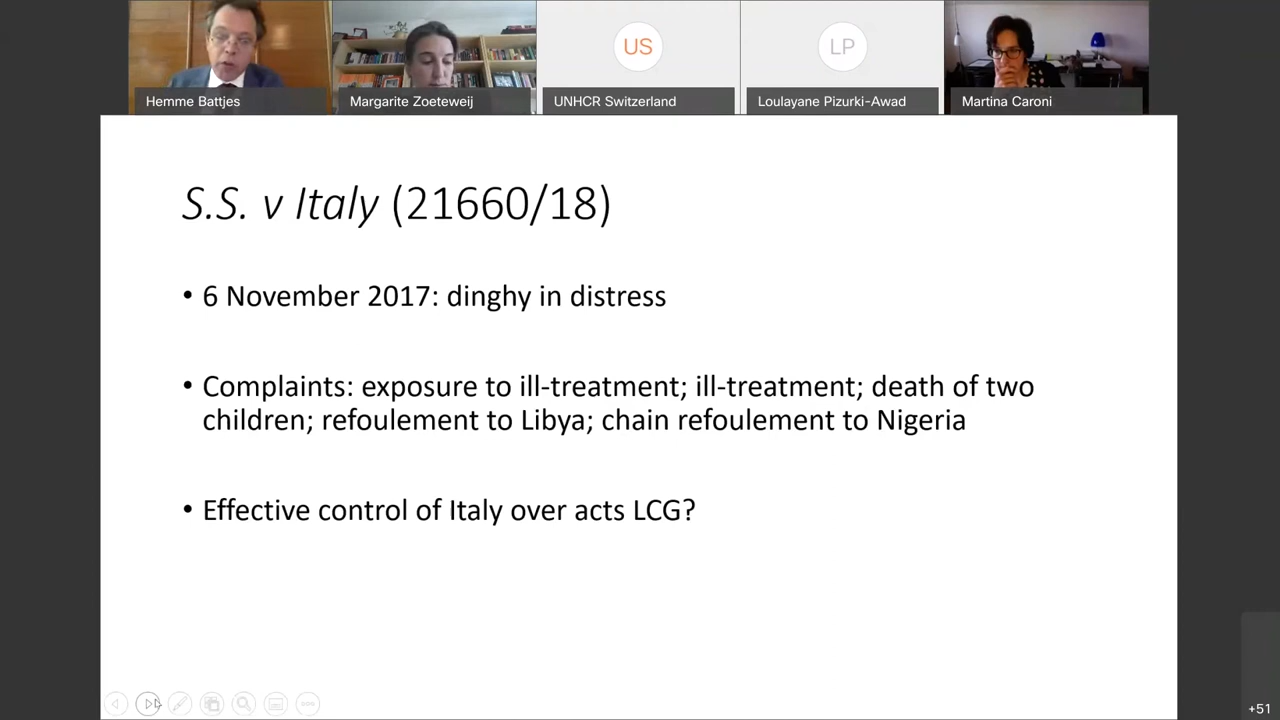 Hemme Battjes
Margarite Zoeteweij
US
UNHCR Switzerland
LP
Loulayane Pizurki-Awad
Martina Caroni
S.S. v Italy (21660/18)
• 6 November 2017: dinghy in distress
• Complaints: exposure to ill-treatment; ill-treatment; death of two
children; refoulement to Libya; chain refoulement to Nigeria
• Effective control of Italy over acts LCG?
+51